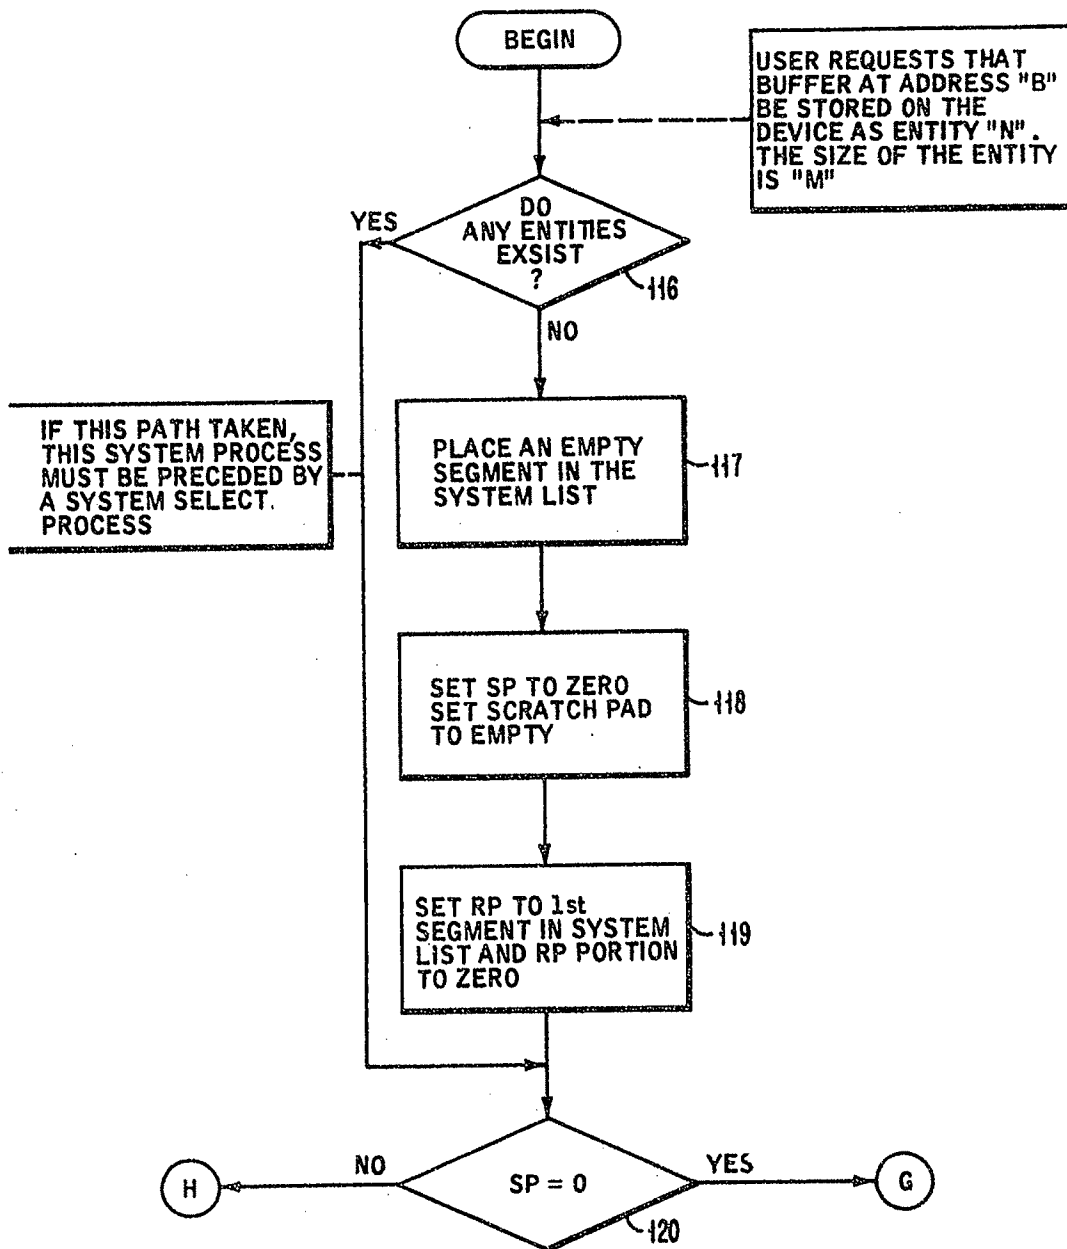 BEGIN
USER REQUESTS THAT
BUFFER AT ADDRESS "B"
BE STORED ON THE
DEVICE AS ENTITY "N".
THE SIZE OF THE ENTITY
IS "M"
DO
ANY ENTITIES
EXSIST
?
116
YES
NO
IF THIS PATH TAKEN,
THIS SYSTEM PROCESS
MUST BE PRECEDED BY
A SYSTEM SELECT.
PROCESS
PLACE AN EMPTY
SEGMENT IN THE
SYSTEM LIST
117
SET SP TO ZERO
SET SCRATCH PAD
TO EMPTY
118
SET RP TO 1st
SEGMENT IN SYSTEM
LIST AND RP PORTION
TO ZERO
119
H
NO
SP = 0
YES
G
120